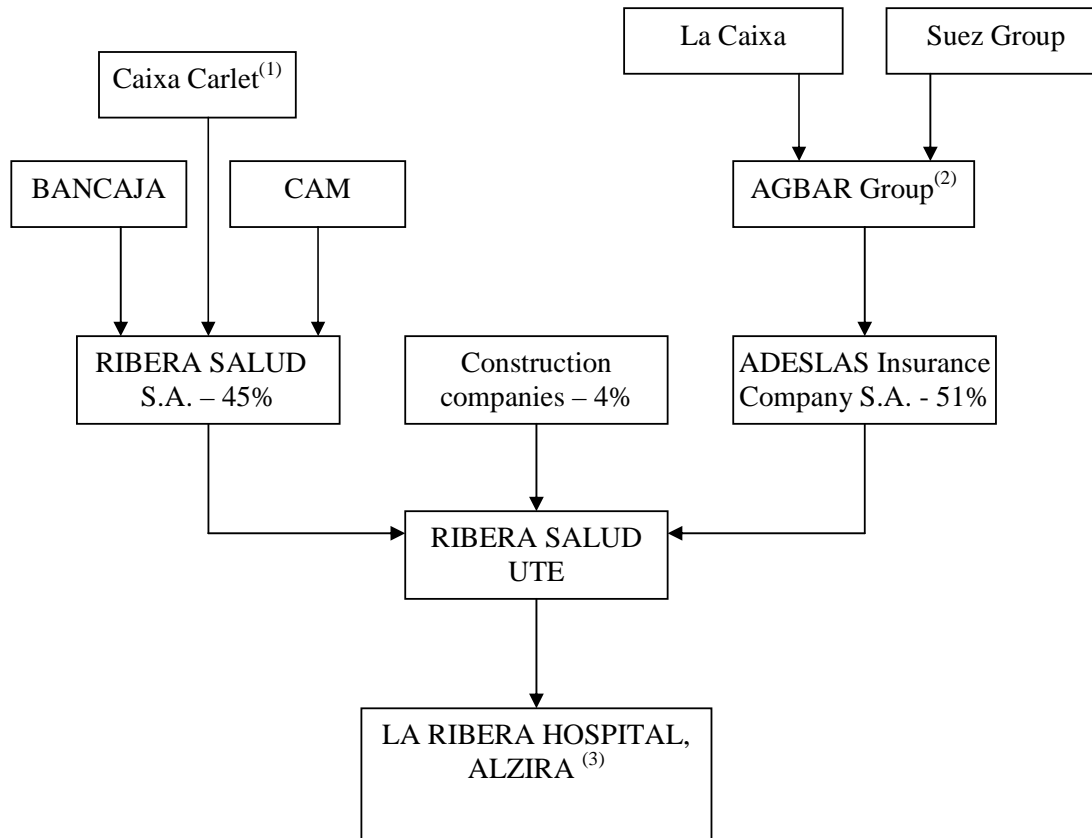 La Caixa
Suez Group
Caixa Carlet(1)
BANCAJA
CAM
AGBAR Group(2)
RIBERA SALUD
S.A. – 45%
Construction
companies – 4%
ADESLAS Insurance
Company S.A. - 51%
RIBERA SALUD
UTE
LA RIBERA HOSPITAL,
ALZIRA (3)